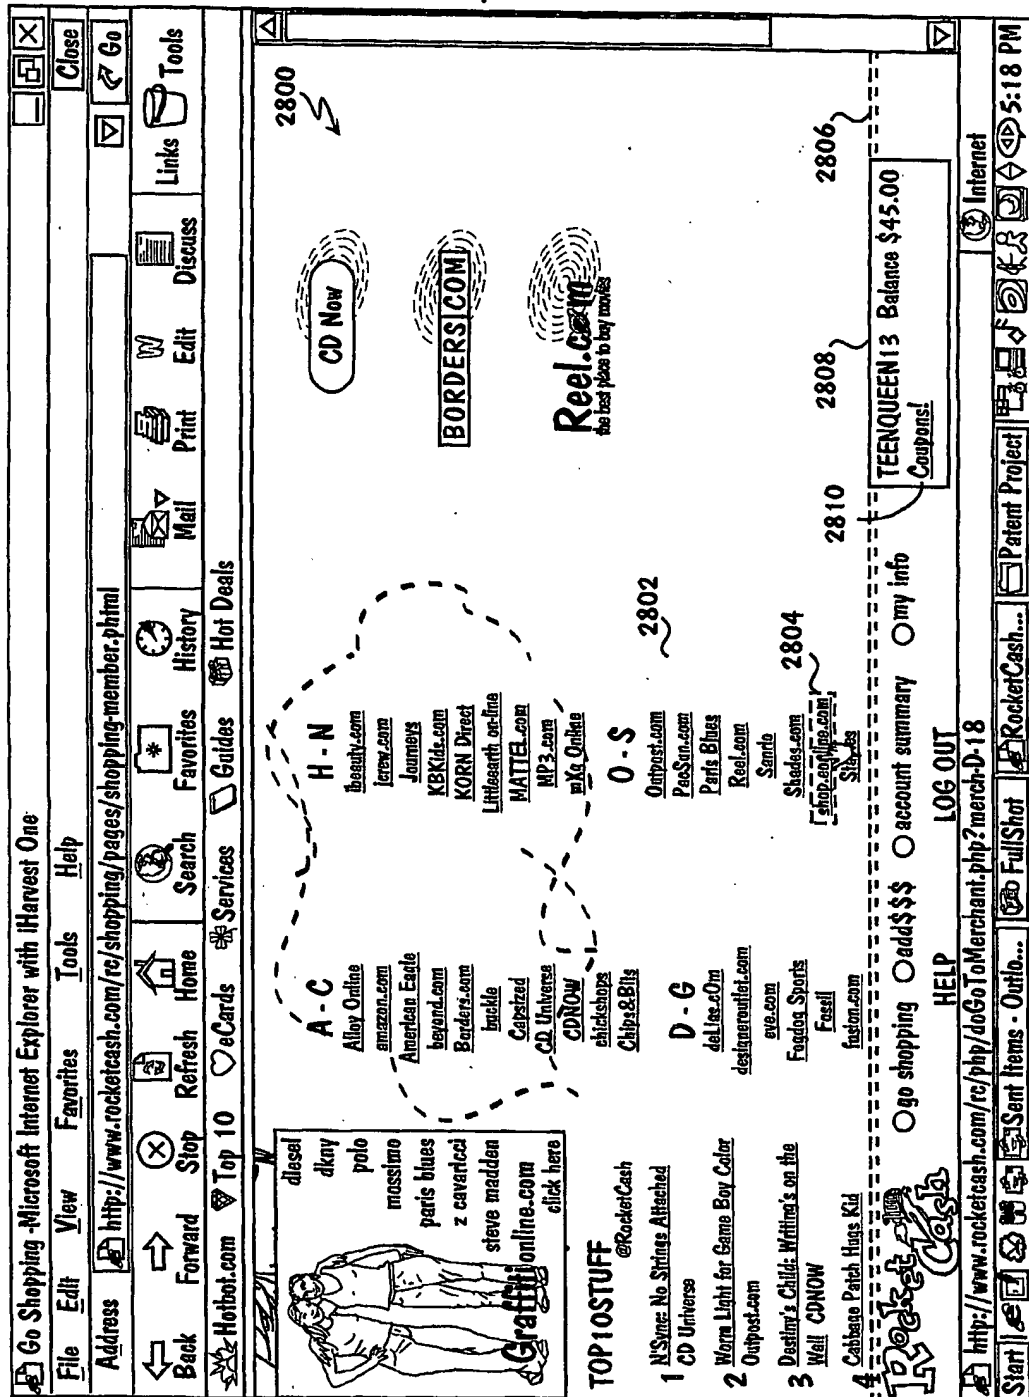 Go Shopping -Microsoft Internet Explorer with iHarvest One
File Edit View Favorites Tools Help Close
Address http://www.rocketcash.com/rc/shopping/pages/shopping-member.phtml Go
Back Forward Stop Refresh Home Search Favorites History Mail Print Edit Discuss Links Tools
Hotbot.com Top 10 eCards Services Guides Hot Deals
2800
diesel
dkny
polo
mossimo
paris blues
z cavaricci
steve madden
Graffitionline.com
click here
TOP10STUFF
@RocketCash
1 N'Sync: No Strings Attached
CD Universe
2 Worm Light for Game Boy Color
Outpost.com
3 Destiny's Child: Writing's on the
Wall CDNOW
4 Cabbage Patch Hugs Kid
A - C
Alloy Online
amazon.com
American Eagle
beyond.com
Borders.com
buckle
Capsized
CD Universe
CDNOW
chickshops
Chips&Bits
D - G
deLias.cOm
designeroutlet.com
eve.com
Fogdog Sports
Fossil
fusion.com
H - N
ibeauty.com
jcrew.com
Journeys
KBKids.com
KORN Direct
Littleearth on-line
MATTEL.com
MP3.com
mXg Online
O - S
Outpost.com
PacSun.com
Paris Blues
Reel.com
Sanrio
Shades.com
shop.eonline.com
Staples
2802
2804
CD Now
BORDERS.COM
Reel.com
the best place to buy movies
2810
2808
2806
Rocket Cash
go shopping add$$$ account summary my info
HELP LOG OUT
TEENQUEEN13 Balance $45.00
Coupons!
http://www.rocketcash.com/rc/php/doGoToMerchant.php?merch-D-18 Internet
Start Sent Items - Outlo... FullShot RocketCash... Patent Project 5:18 PM